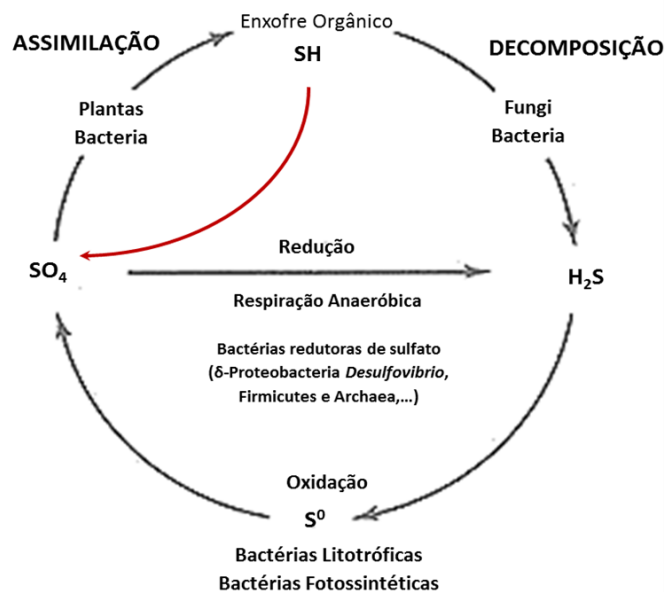 Enxofre Orgânico
SH
ASSIMILAÇÃO
DECOMPOSIÇÃO
Plantas
Bacteria
Fungi
Bacteria
SO₄
Redução
H₂S
Respiração Anaeróbica
Bactérias redutoras de sulfato
(δ-Proteobacteria Desulfovibrio,
Firmicutes e Archaea,...)
Oxidação
S⁰
Bactérias Litotróficas
Bactérias Fotossintéticas